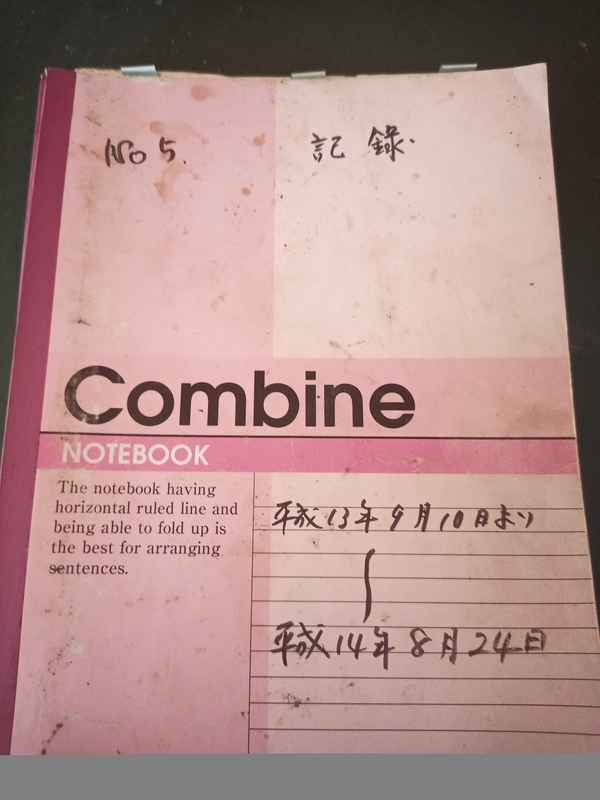 No 5. 記録.
Combine
NOTEBOOK
The notebook having
horizontal ruled line and
being able to fold up is
the best for arranging
sentences.
平成13年9月10日より
平成14年8月24日